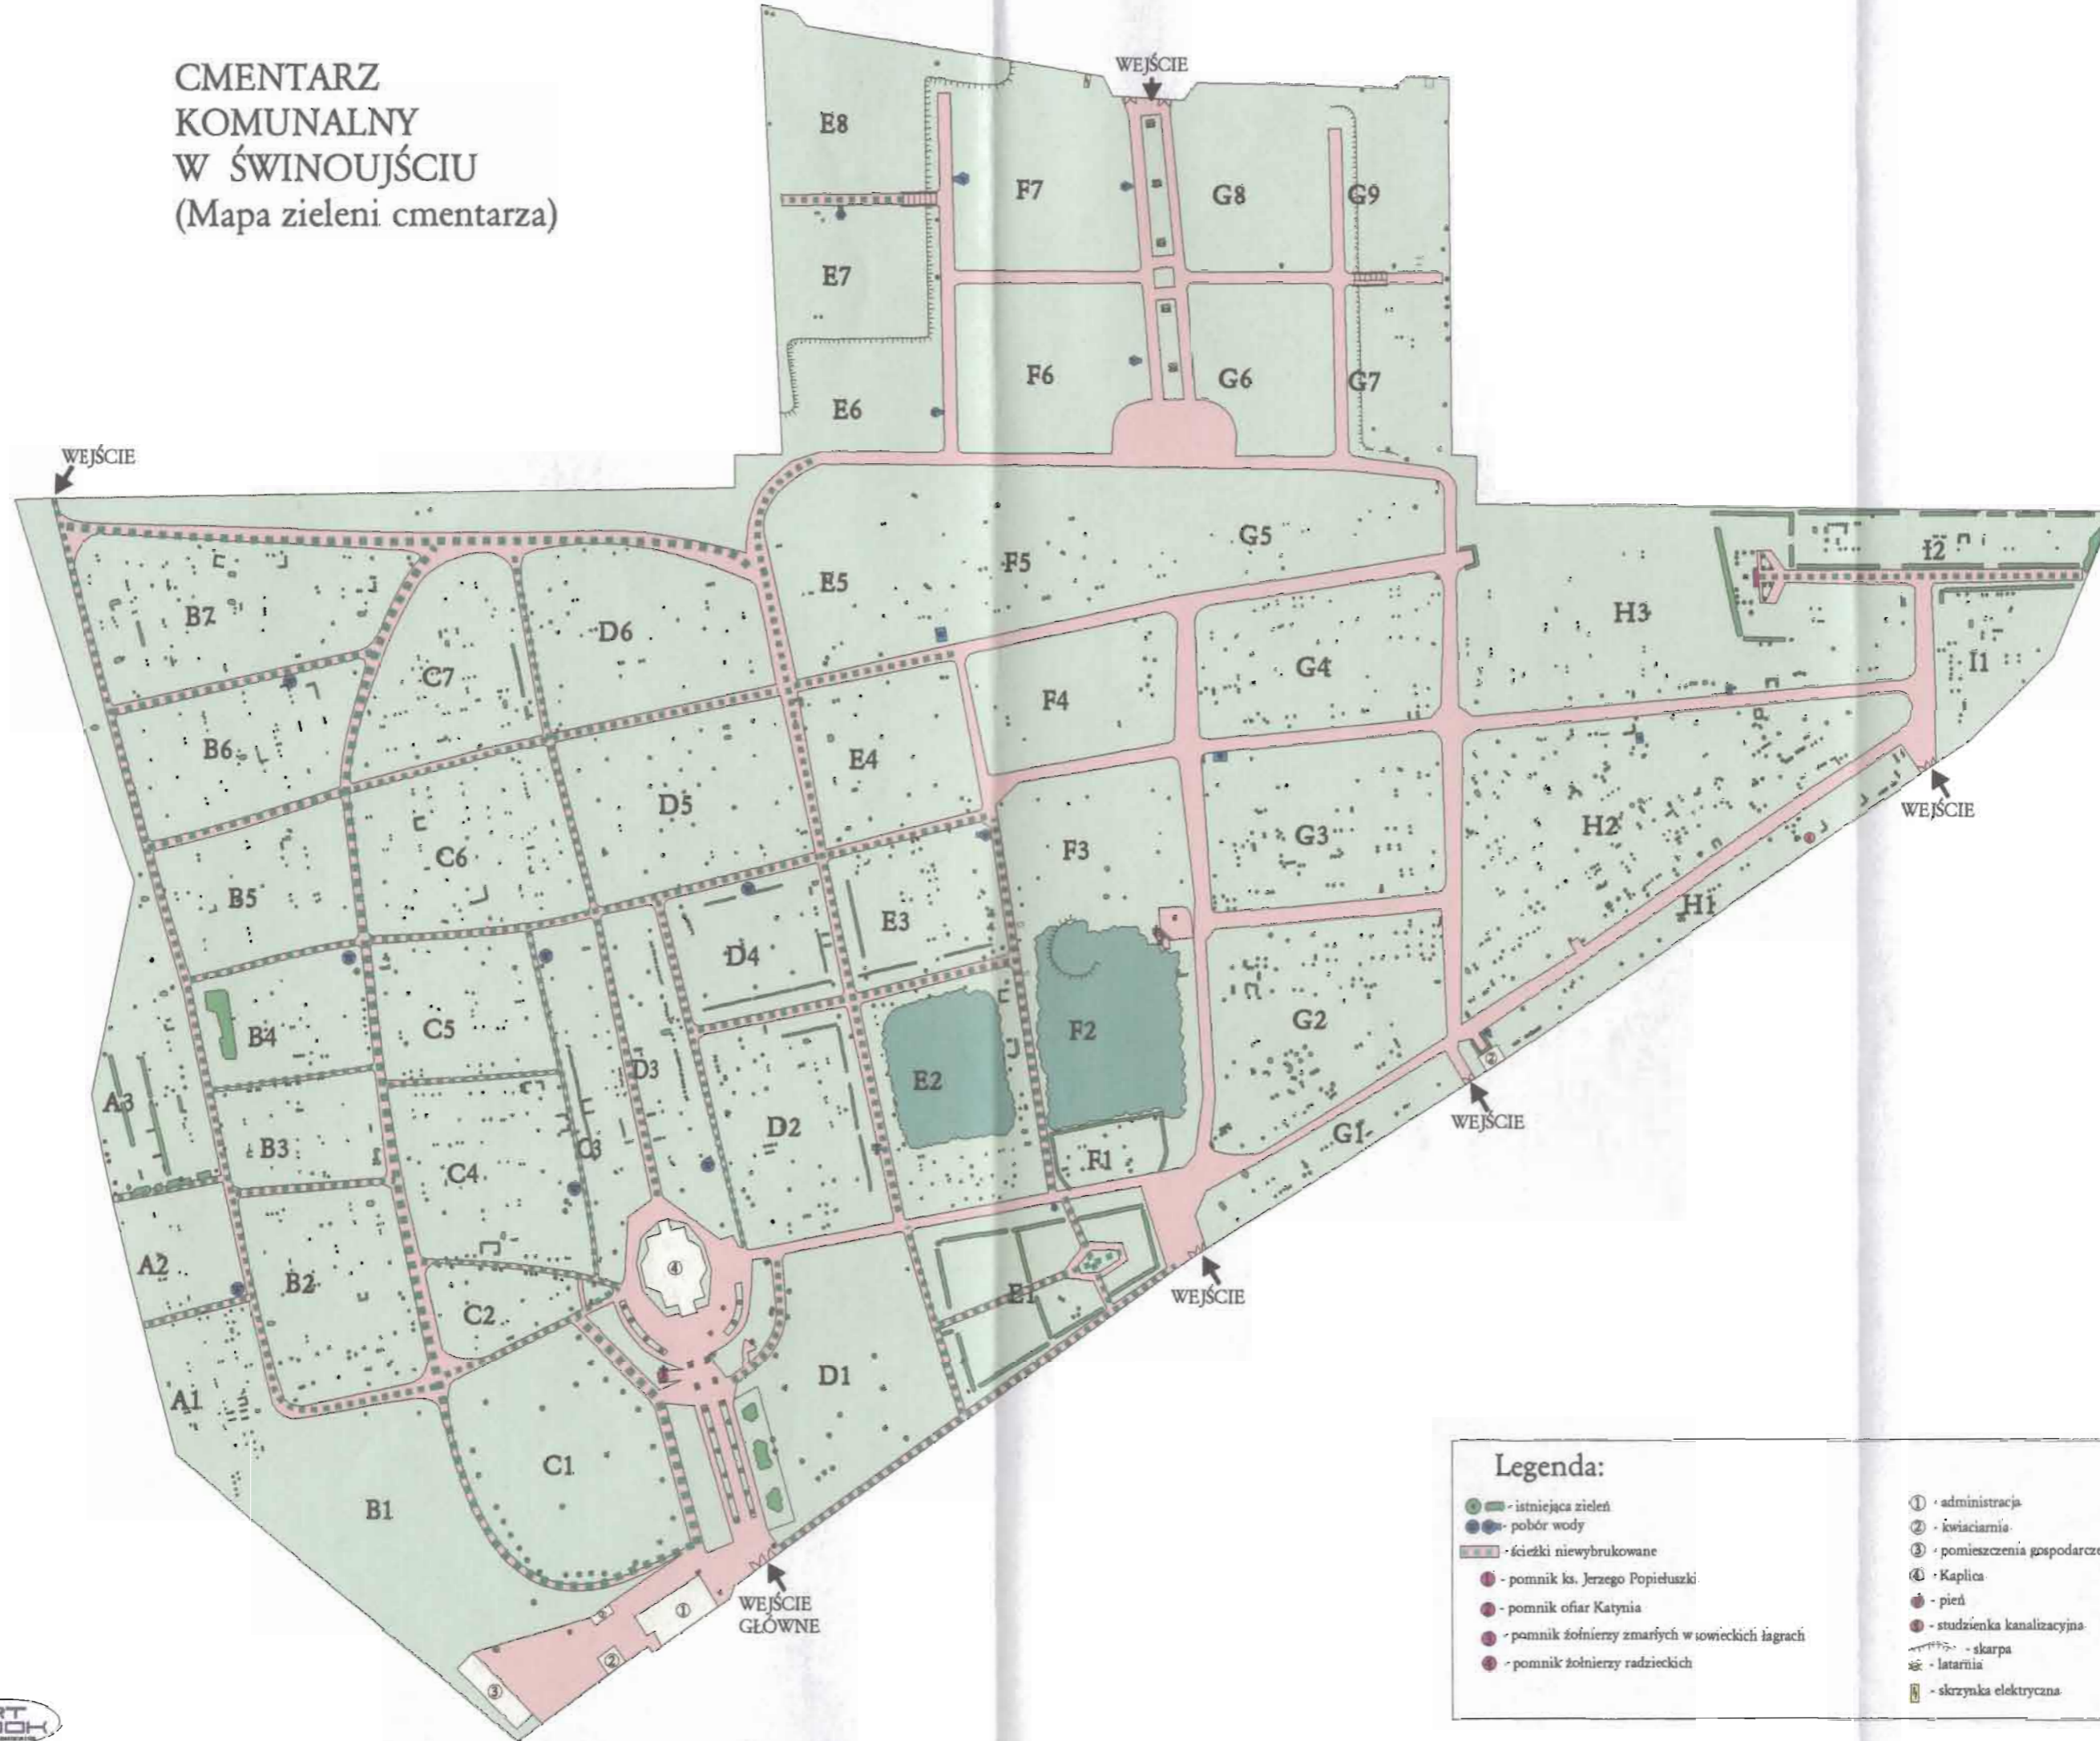 CMENTARZ
KOMUNALNY
W ŚWINOUJŚCIU
(Mapa zieleni cmentarza)
WEJŚCIE
E8
F7
G8
G9
E7
F6
G6
G7
E6
WEJŚCIE
I2
G5
F5
E5
H3
B7
D6
I1
C7
G4
F4
B6
E4
D5
WEJŚCIE
H2
G3
F3
C6
B5
H1
E3
D4
B4
C5
G2
F2
②
D3
E2
A3
WEJŚCIE
D2
G1
B3
C3
C4
F1
A2
④
B2
E1
WEJŚCIE
C2
D1
A1
C1
B1
WEJŚCIE
GŁÓWNE
①
②
③
Legenda:
- istniejąca zieleń
- pobór wody
- ścieżki niewybrukowane
- pomnik ks. Jerzego Popiełuszki
- pomnik ofiar Katynia
- pomnik żołnierzy zmarłych w sowieckich łagrach
- pomnik żołnierzy radzieckich
① - administracja
② - kwiaciarnia
③ - pomieszczenia gospodarcze
④ - Kaplica
- pień
- studzienka kanalizacyjna
- skarpa
- latarnia
- skrzynka elektryczna